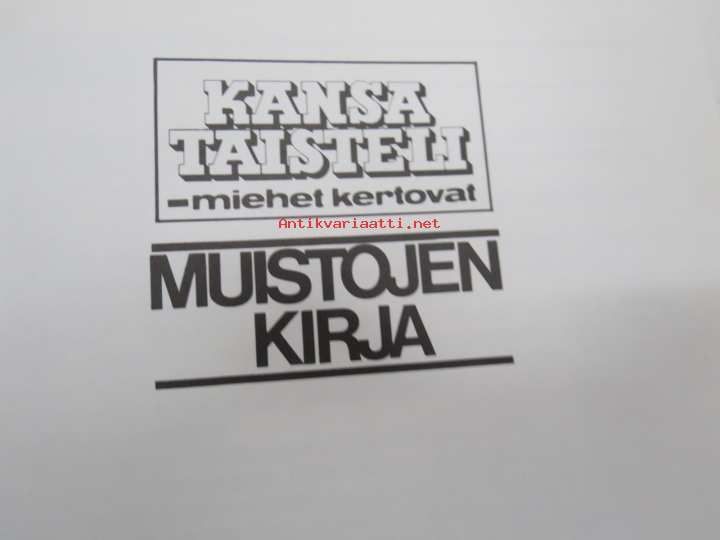 KANSA
TAISTELI
-miehet kertovat
Antikvariaatti.net
MUISTOJEN
KIRJA